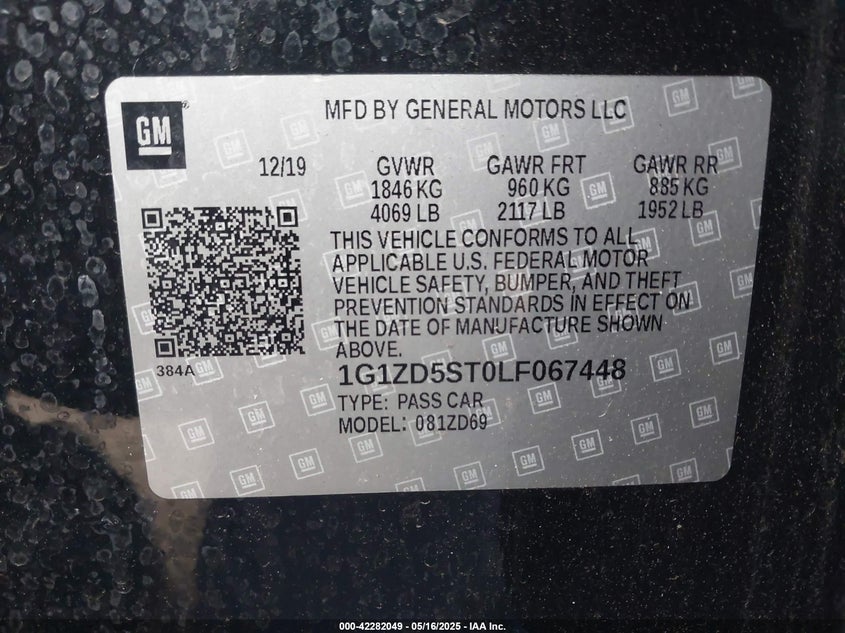 GM
MFD BY GENERAL MOTORS LLC
12/19 GVWR GAWR FRT GAWR RR
1846 KG 960 KG 885 KG
4069 LB 2117 LB 1952 LB
THIS VEHICLE CONFORMS TO ALL
APPLICABLE U.S. FEDERAL MOTOR
VEHICLE SAFETY, BUMPER, AND THEFT
PREVENTION STANDARDS IN EFFECT ON
THE DATE OF MANUFACTURE SHOWN
ABOVE.
384A
1G1ZD5ST0LF067448
TYPE: PASS CAR
MODEL: 081ZD69
000-42282049 - 05/16/2025 - IAA Inc.